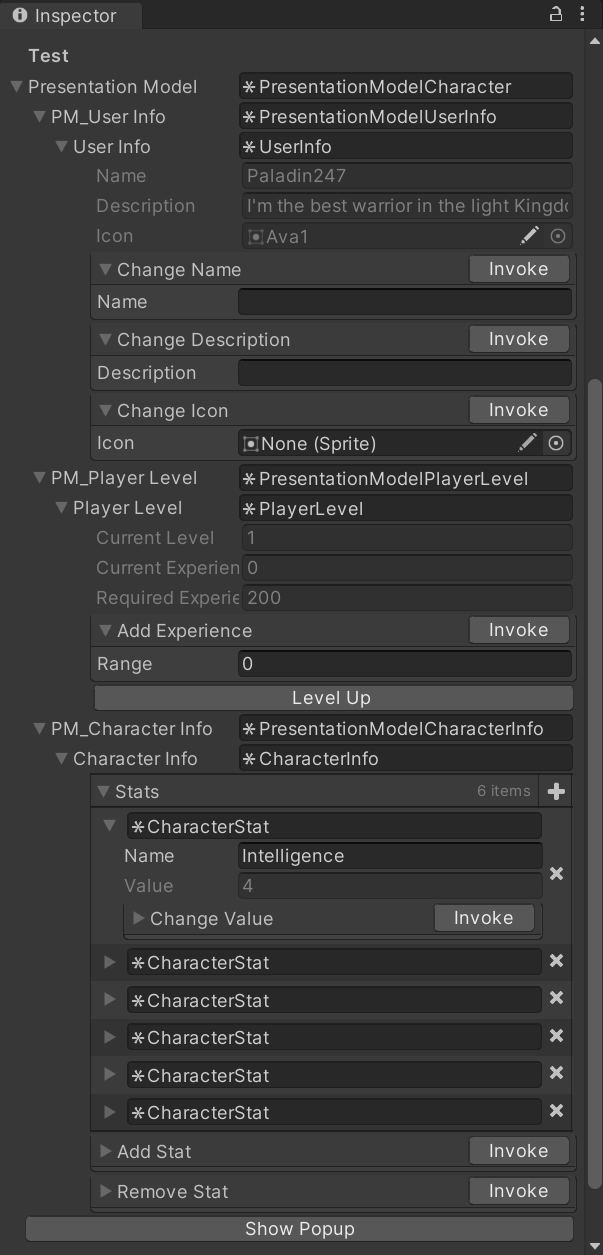 Inspector
Test
Presentation Model PresentationModelCharacter
PM_User Info PresentationModelUserInfo
User Info UserInfo
Name Paladin247
Description I'm the best warrior in the light Kingdo
Icon Ava1
Change Name Invoke
Name
Change Description Invoke
Description
Change Icon Invoke
Icon None (Sprite)
PM_Player Level PresentationModelPlayerLevel
Player Level PlayerLevel
Current Level 1
Current Experien 0
Required Experie 200
Add Experience Invoke
Range 0
Level Up
PM_Character Info PresentationModelCharacterInfo
Character Info CharacterInfo
Stats 6 items
CharacterStat
Name Intelligence
Value 4
Change Value Invoke
CharacterStat
CharacterStat
CharacterStat
CharacterStat
CharacterStat
Add Stat Invoke
Remove Stat Invoke
Show Popup